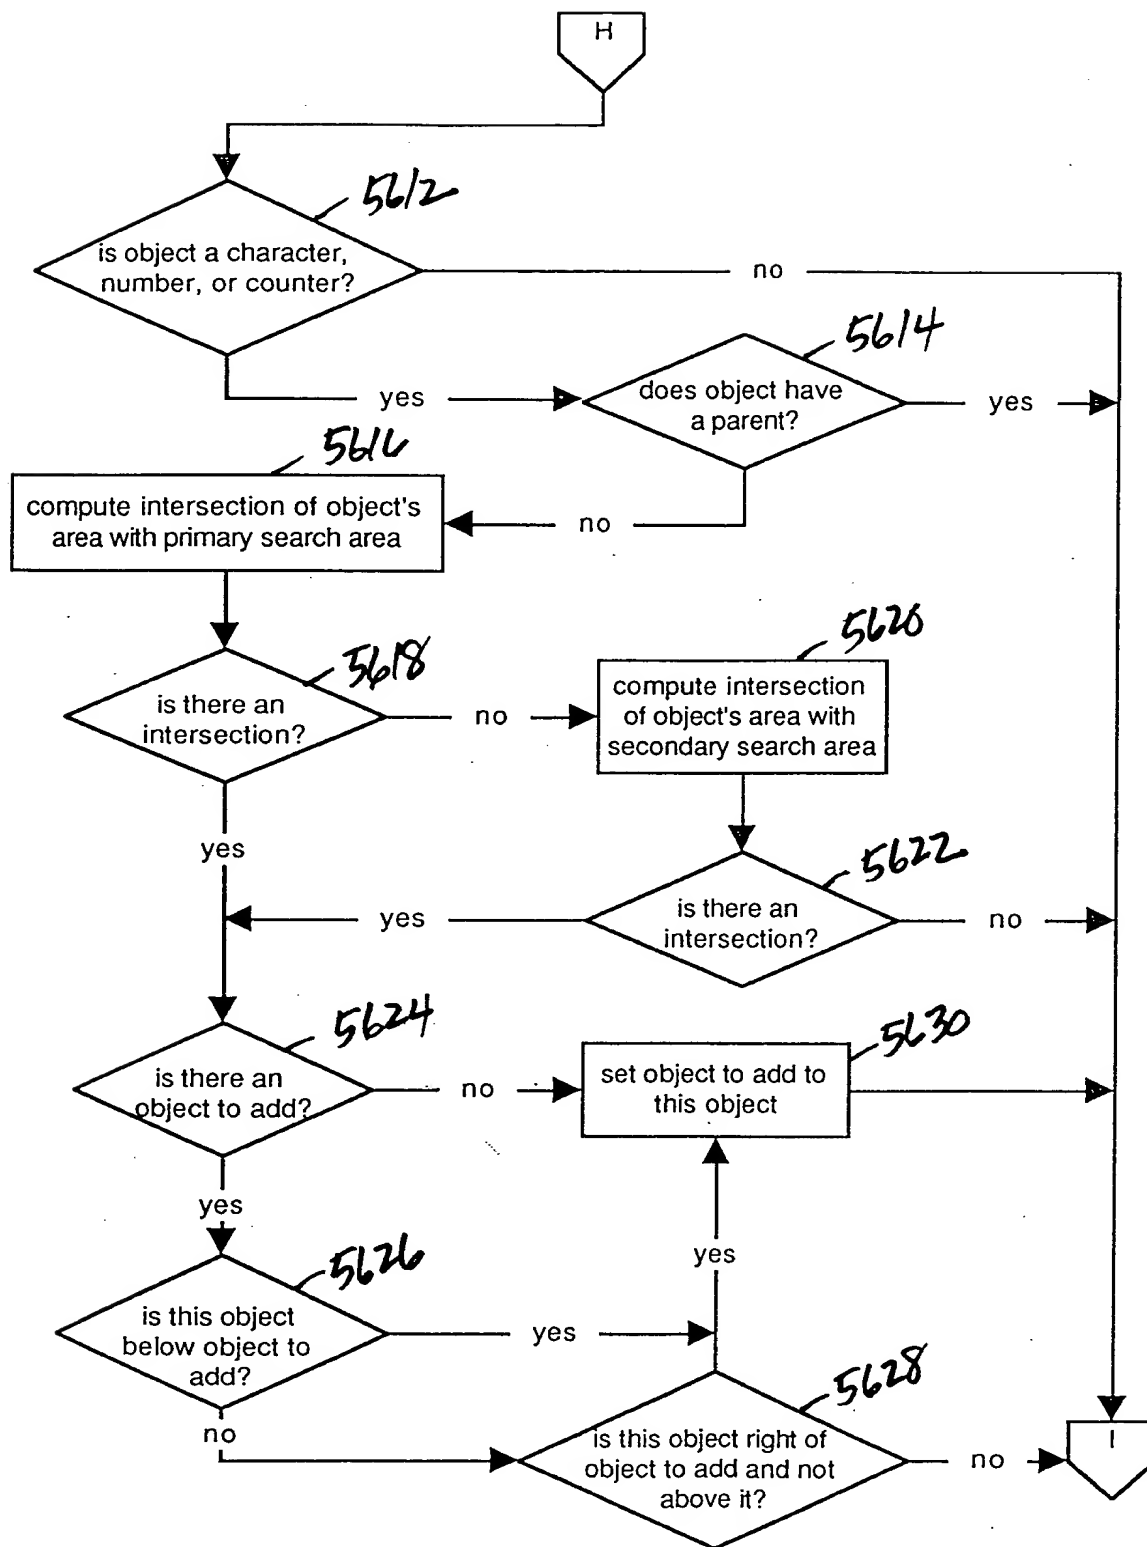 H
5612
is object a character,
number, or counter?
no
5614
does object have
a parent?
yes
yes
5616
compute intersection of object's
area with primary search area
no
5618
is there an
intersection?
no
5620
compute intersection
of object's area with
secondary search area
yes
5622
is there an
intersection?
yes
no
5624
is there an
object to add?
no
5630
set object to add to
this object
yes
yes
5626
is this object
below object to
add?
yes
no
5628
is this object right of
object to add and not
above it?
no
I